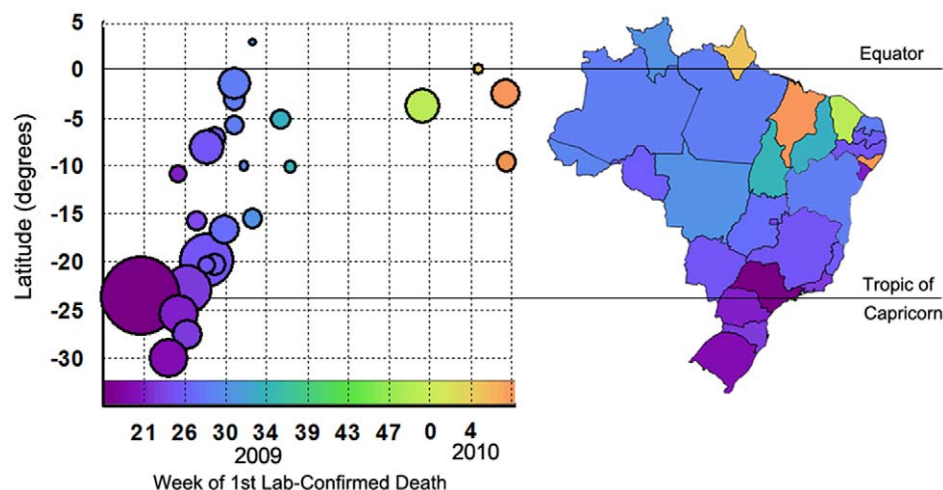 5
0
-5
-10
-15
-20
-25
-30
Latitude (degrees)
21 26 30 34 39 43 47 0 4
2009 2010
Week of 1st Lab-Confirmed Death
Equator
Tropic of
Capricorn